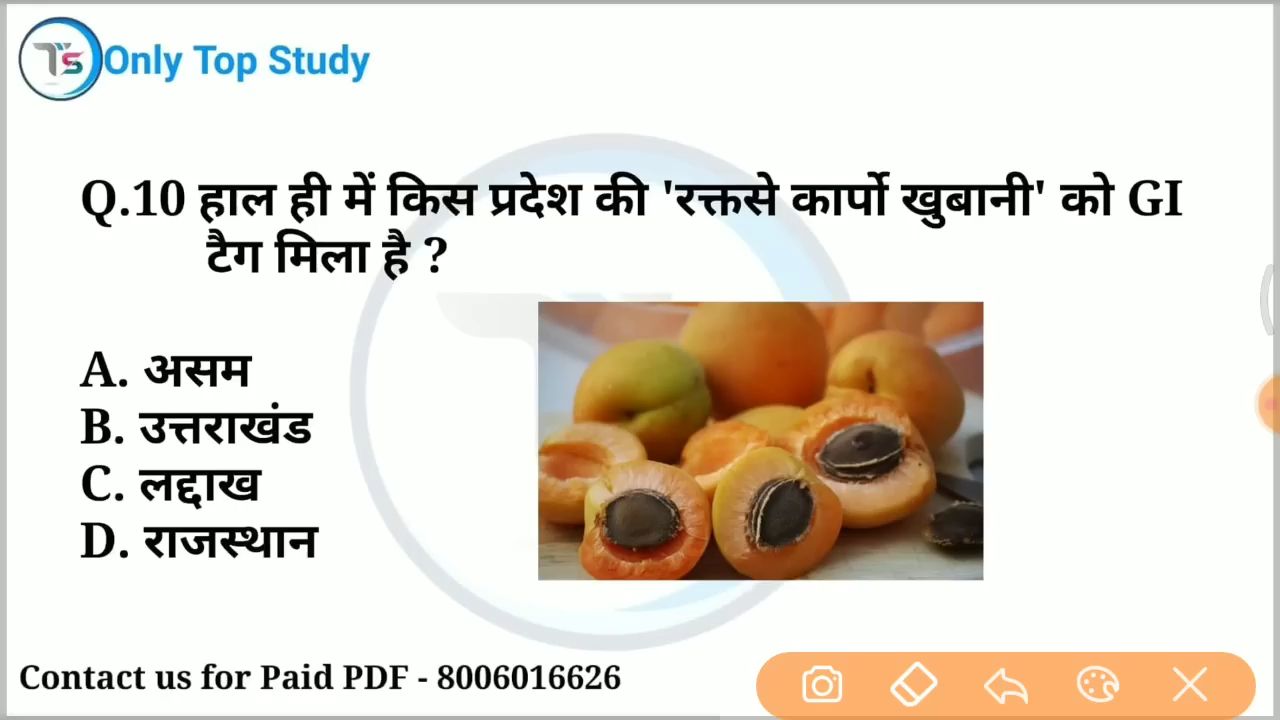 TS Only Top Study
Q.10 हाल ही में किस प्रदेश की 'रक्तसे कार्पो खुबानी' को GI
टैग मिला है ?
A. असम
B. उत्तराखंड
C. लद्दाख
D. राजस्थान
Contact us for Paid PDF - 8006016626